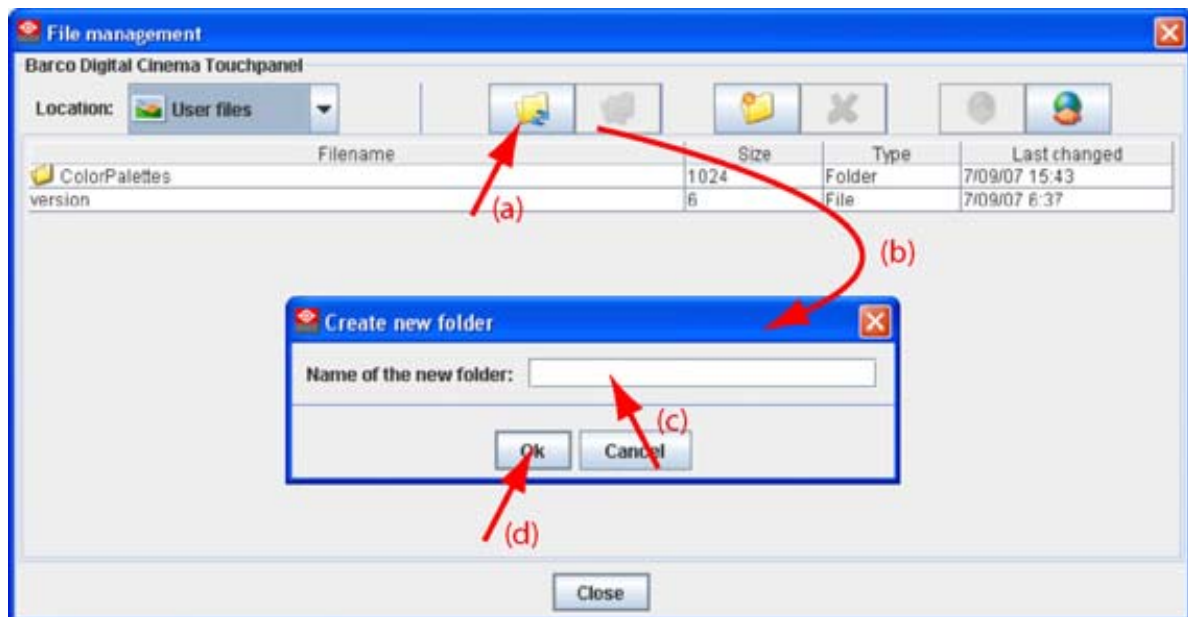 File management
Barco Digital Cinema Touchpanel
Location: User files
Filename Size Type Last changed
ColorPalettes 1024 Folder 7/09/07 15:43
version 6 File 7/09/07 6:37
(a)
(b)
Create new folder
Name of the new folder:
(c)
Ok Cancel
(d)
Close